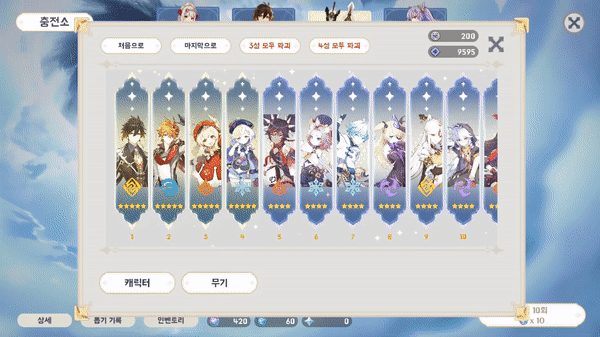 충전소
처음으로
마지막으로
3성 모두 파괴
4성 모두 파괴
200
9595
1 2 3 4 5 6 7 8 9 10
캐릭터
무기
상세
뽑기 기록
인벤토리
420
60
0
10회
x 10